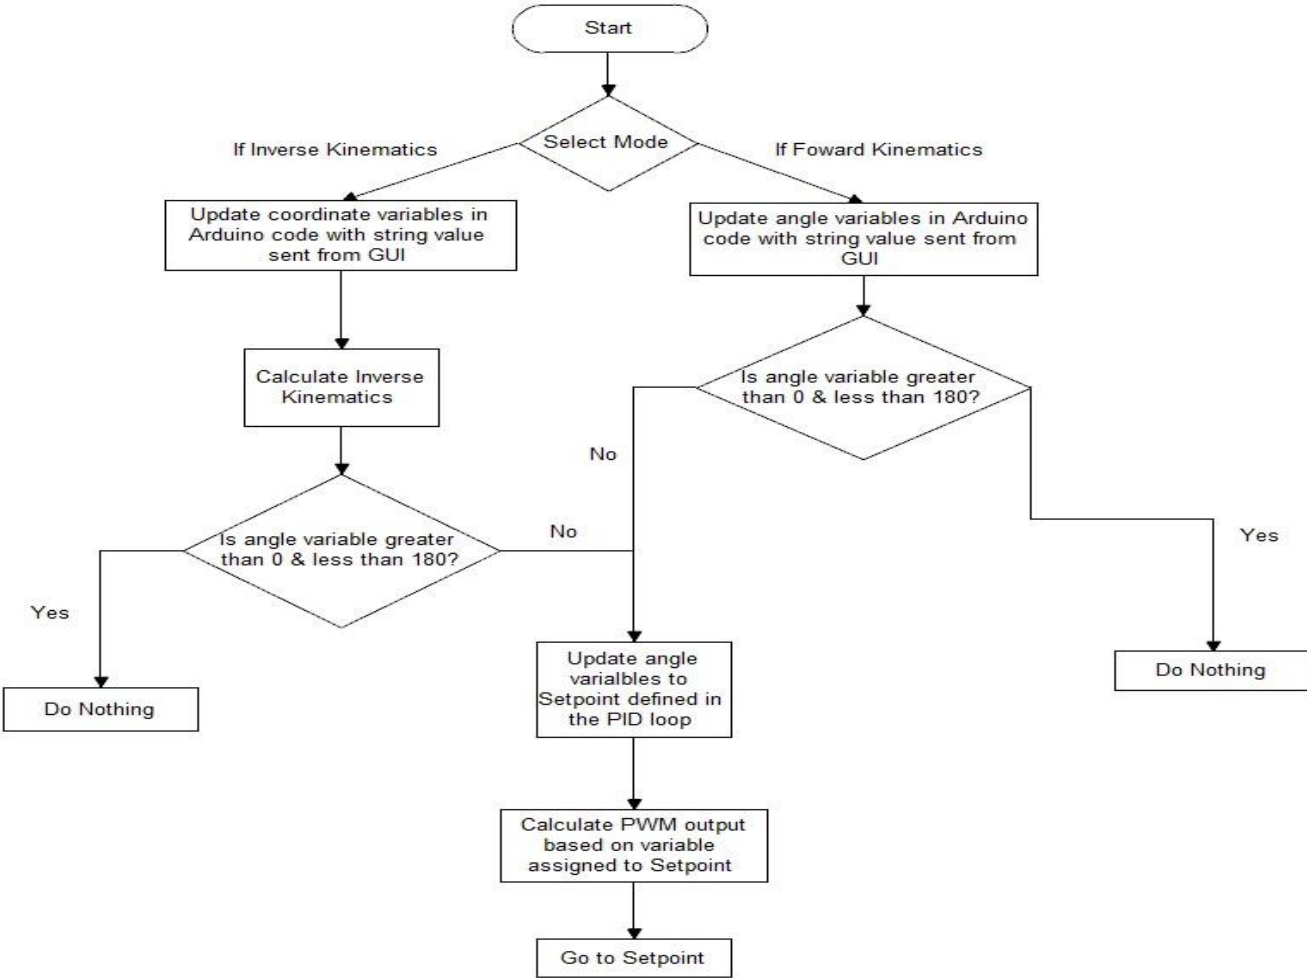 Start
Select Mode
If Inverse Kinematics
If Foward Kinematics
Update coordinate variables in
Arduino code with string value
sent from GUI
Update angle variables in Arduino
code with string value sent from
GUI
Calculate Inverse
Kinematics
Is angle variable greater
than 0 & less than 180?
No
Is angle variable greater
than 0 & less than 180?
No
Yes
Yes
Update angle
varialbles to
Setpoint defined in
the PID loop
Do Nothing
Do Nothing
Calculate PWM output
based on variable
assigned to Setpoint
Go to Setpoint